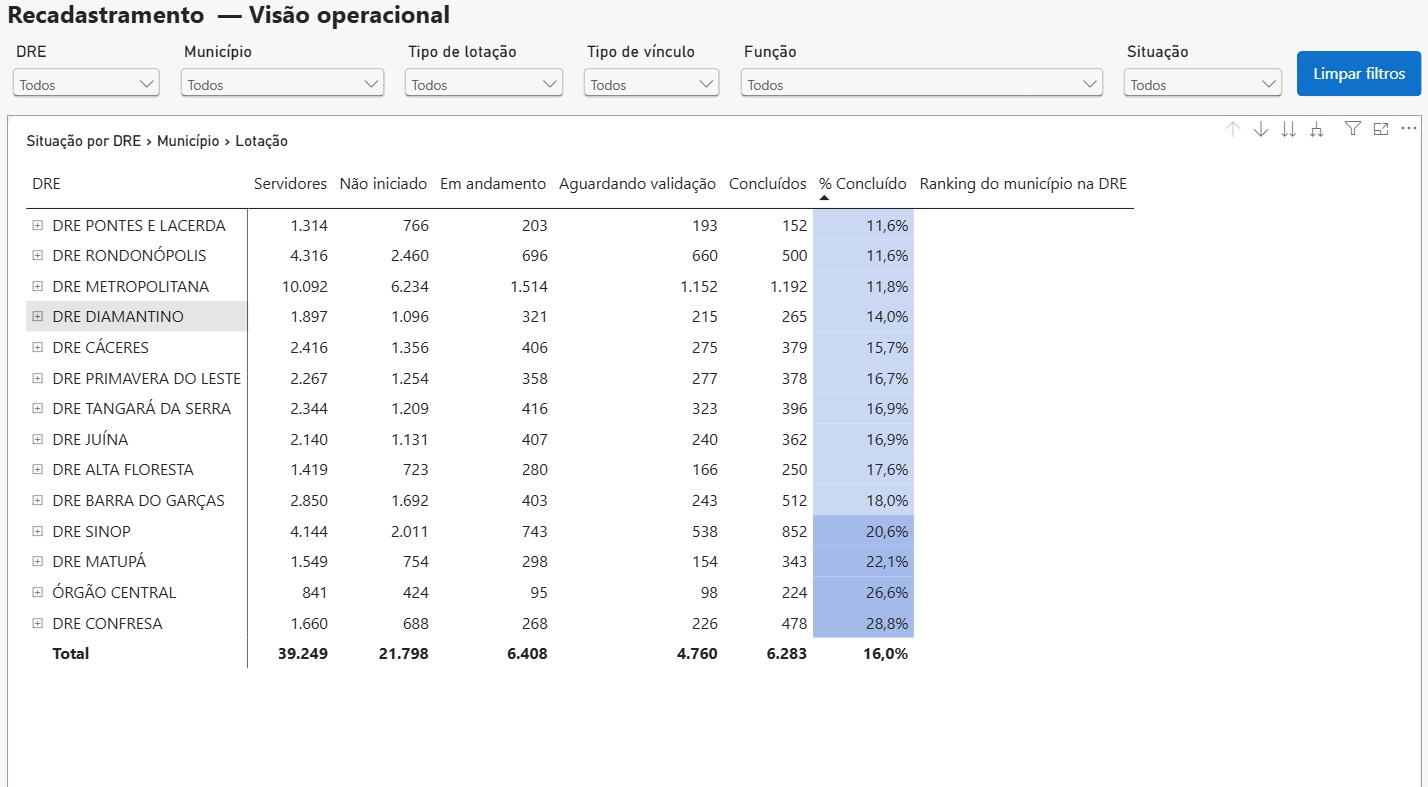 Recadastramento — Visão operacional
DRE Município Tipo de lotação Tipo de vínculo Função Situação
Todos Todos Todos Todos Todos Todos Limpar filtros
Situação por DRE › Município › Lotação
DRE Servidores Não iniciado Em andamento Aguardando validação Concluídos % Concluído Ranking do município na DRE
DRE PONTES E LACERDA 1.314 766 203 193 152 11,6%
DRE RONDONÓPOLIS 4.316 2.460 696 660 500 11,6%
DRE METROPOLITANA 10.092 6.234 1.514 1.152 1.192 11,8%
DRE DIAMANTINO 1.897 1.096 321 215 265 14,0%
DRE CÁCERES 2.416 1.356 406 275 379 15,7%
DRE PRIMAVERA DO LESTE 2.267 1.254 358 277 378 16,7%
DRE TANGARÁ DA SERRA 2.344 1.209 416 323 396 16,9%
DRE JUÍNA 2.140 1.131 407 240 362 16,9%
DRE ALTA FLORESTA 1.419 723 280 166 250 17,6%
DRE BARRA DO GARÇAS 2.850 1.692 403 243 512 18,0%
DRE SINOP 4.144 2.011 743 538 852 20,6%
DRE MATUPÁ 1.549 754 298 154 343 22,1%
ÓRGÃO CENTRAL 841 424 95 98 224 26,6%
DRE CONFRESA 1.660 688 268 226 478 28,8%
Total 39.249 21.798 6.408 4.760 6.283 16,0%